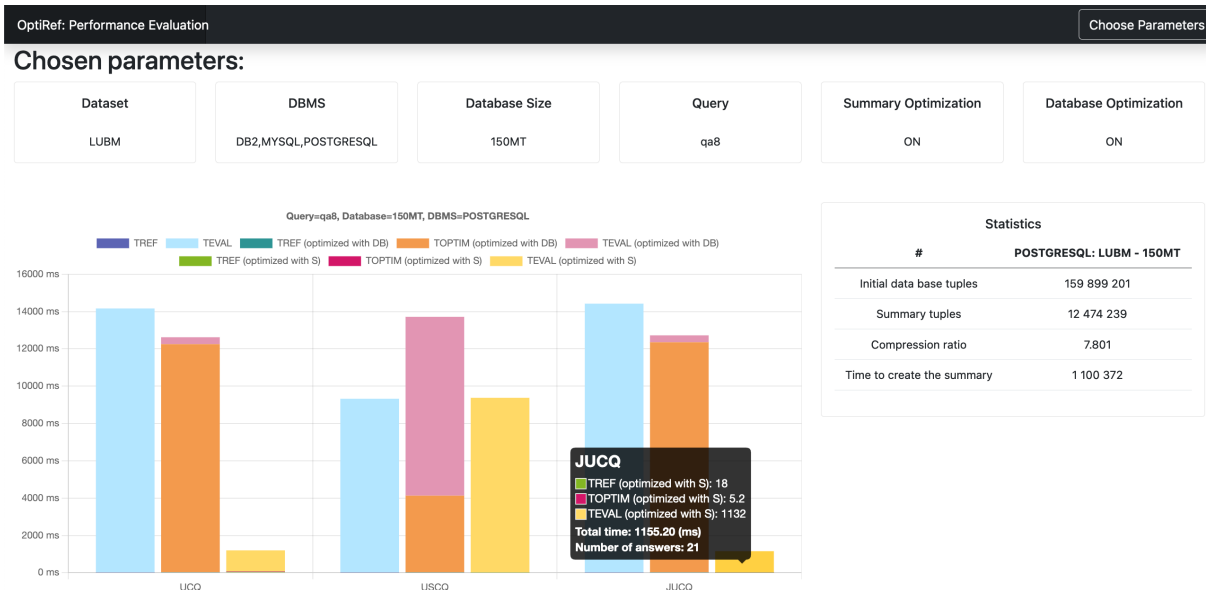 OptiRef: Performance Evaluation
Choose Parameters
Chosen parameters:
Dataset
DBMS
Database Size
Query
Summary Optimization
Database Optimization
LUBM
DB2,MYSQL,POSTGRESQL
150MT
qa8
ON
ON
Query=qa8, Database=150MT, DBMS=POSTGRESQL
TREF TEVAL TREF (optimized with DB) TOPTIM (optimized with DB) TEVAL (optimized with DB)
TREF (optimized with S) TOPTIM (optimized with S) TEVAL (optimized with S)
16000 ms
14000 ms
12000 ms
10000 ms
8000 ms
6000 ms
4000 ms
2000 ms
0 ms
UCQ
USCQ
JUCQ
JUCQ
TREF (optimized with S): 18
TOPTIM (optimized with S): 5.2
TEVAL (optimized with S): 1132
Total time: 1155.20 (ms)
Number of answers: 21
Statistics
# POSTGRESQL: LUBM - 150MT
Initial data base tuples 159 899 201
Summary tuples 12 474 239
Compression ratio 7.801
Time to create the summary 1 100 372